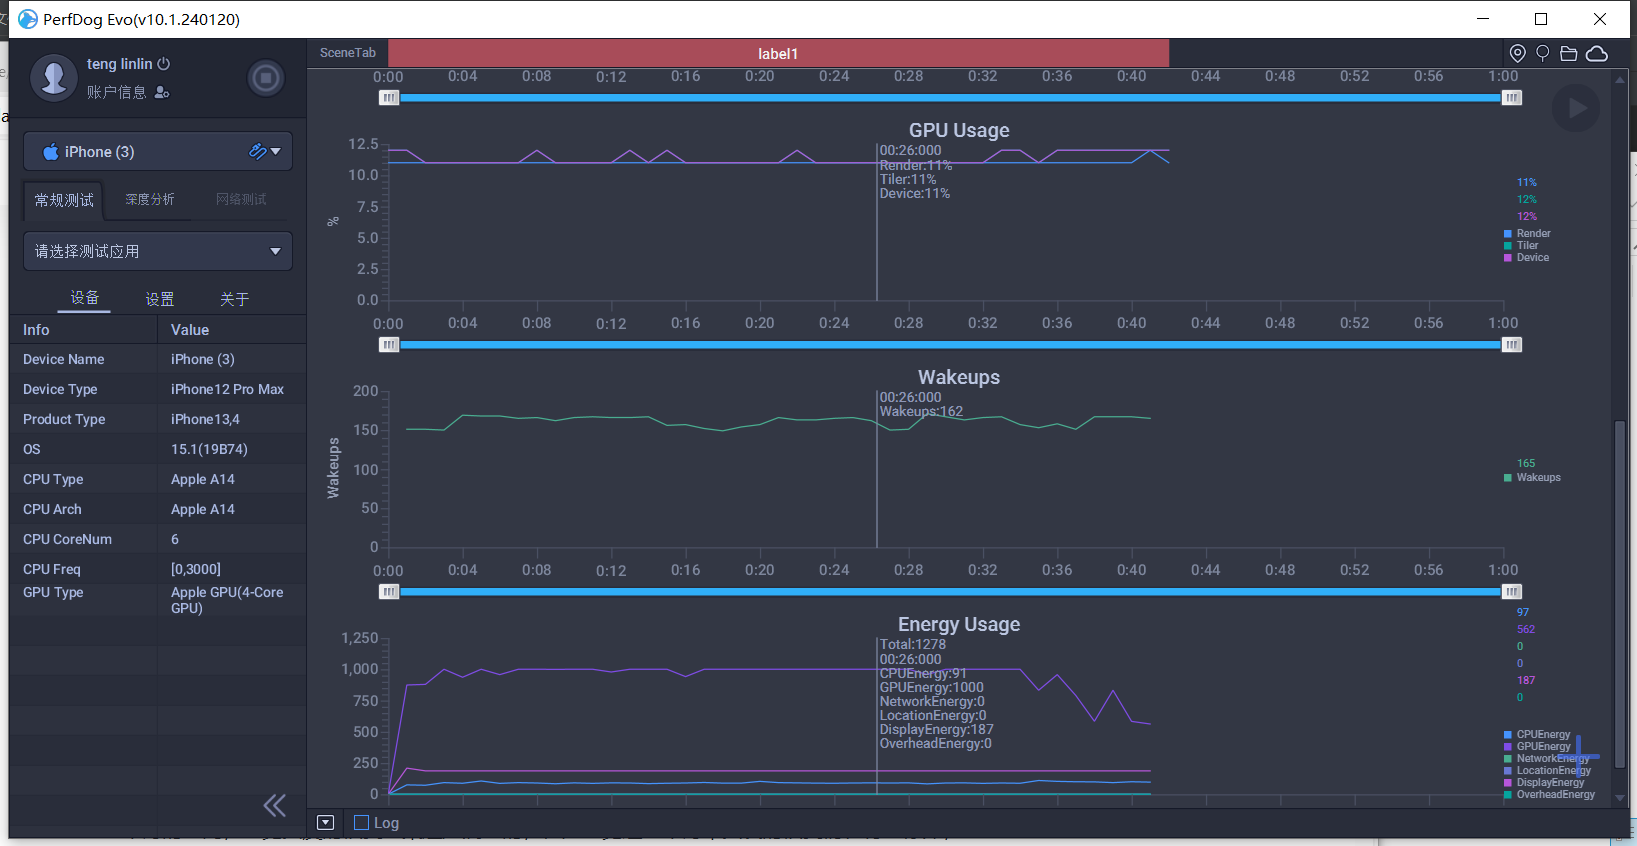 PerfDog Evo(v10.1.240120)
teng linlin
账户信息
iPhone (3)
常规测试 深度分析 网络测试
请选择测试应用
设备 设置 关于
Info Value
Device Name iPhone (3)
Device Type iPhone12 Pro Max
Product Type iPhone13,4
OS 15.1(19B74)
CPU Type Apple A14
CPU Arch Apple A14
CPU CoreNum 6
CPU Freq [0,3000]
GPU Type Apple GPU(4-Core
GPU)
SceneTab label1
0:00 0:04 0:08 0:12 0:16 0:20 0:24 0:28 0:32 0:36 0:40 0:44 0:48 0:52 0:56 1:00
GPU Usage
12.5
10.0
7.5
5.0
2.5
0.0
%
00:26:000
Render:11%
Tiler:11%
Device:11%
11%
12%
12%
Render
Tiler
Device
0:00 0:04 0:08 0:12 0:16 0:20 0:24 0:28 0:32 0:36 0:40 0:44 0:48 0:52 0:56 1:00
Wakeups
200
150
100
50
0
Wakeups
00:26:000
Wakeups:162
165
Wakeups
0:00 0:04 0:08 0:12 0:16 0:20 0:24 0:28 0:32 0:36 0:40 0:44 0:48 0:52 0:56 1:00
Energy Usage
1,250
1,000
750
500
250
0
Total:1278
00:26:000
CPUEnergy:91
GPUEnergy:1000
NetworkEnergy:0
LocationEnergy:0
DisplayEnergy:187
OverheadEnergy:0
97
562
0
0
187
0
CPUEnergy
GPUEnergy
NetworkEnergy
LocationEnergy
DisplayEnergy
OverheadEnergy
Log